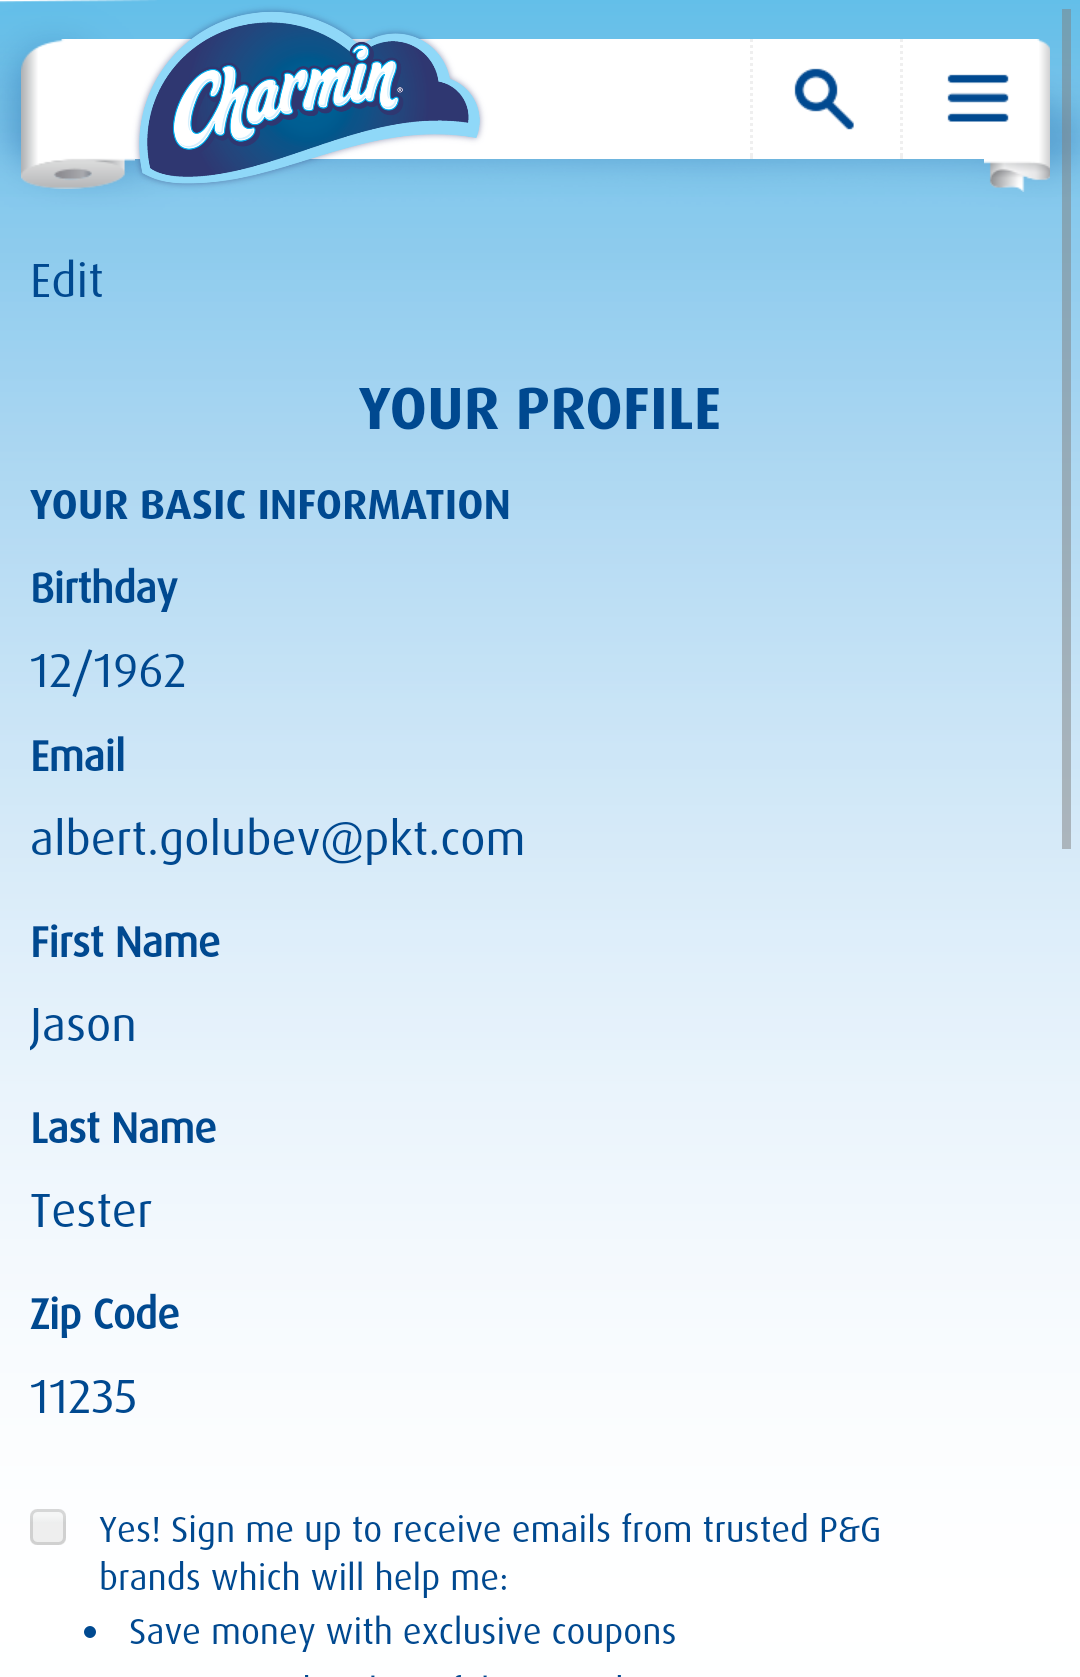 Charmin
Edit
YOUR PROFILE
YOUR BASIC INFORMATION
Birthday
12/1962
Email
albert.golubev@pkt.com
First Name
Jason
Last Name
Tester
Zip Code
11235
Yes! Sign me up to receive emails from trusted P&G
brands which will help me:
• Save money with exclusive coupons